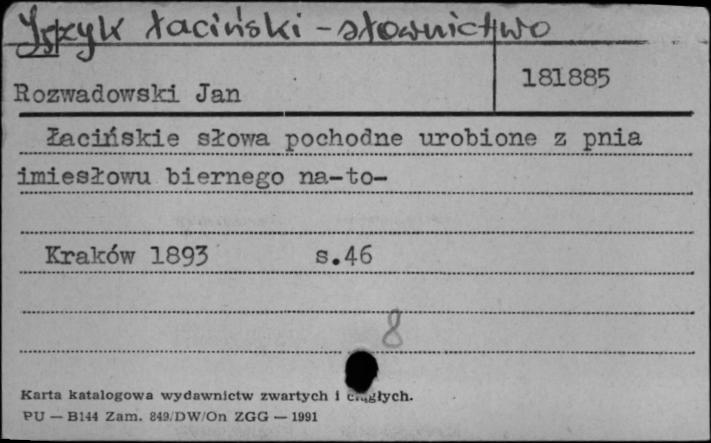 Język łaciński - słownictwo
181885
Rozwadowski Jan
Łacińskie słowa pochodne urobione z pnia
imiesłowu biernego na-to-
Kraków 1893 s.46
8
Karta katalogowa wydawnictw zwartych i ciągłych.
PU — B144 Zam. 849/DW/On ZGG — 1991